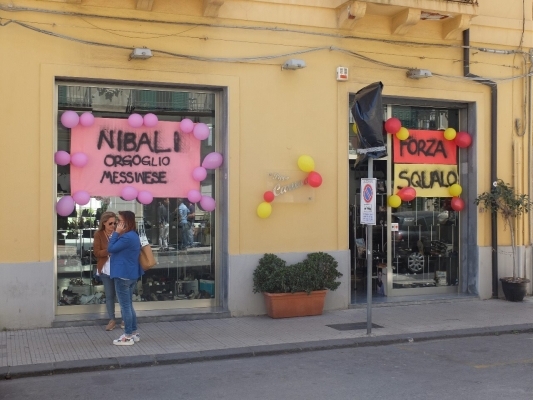 NIBALI
ORGOGLIO
MESSINESE
FORZA
SQUALO